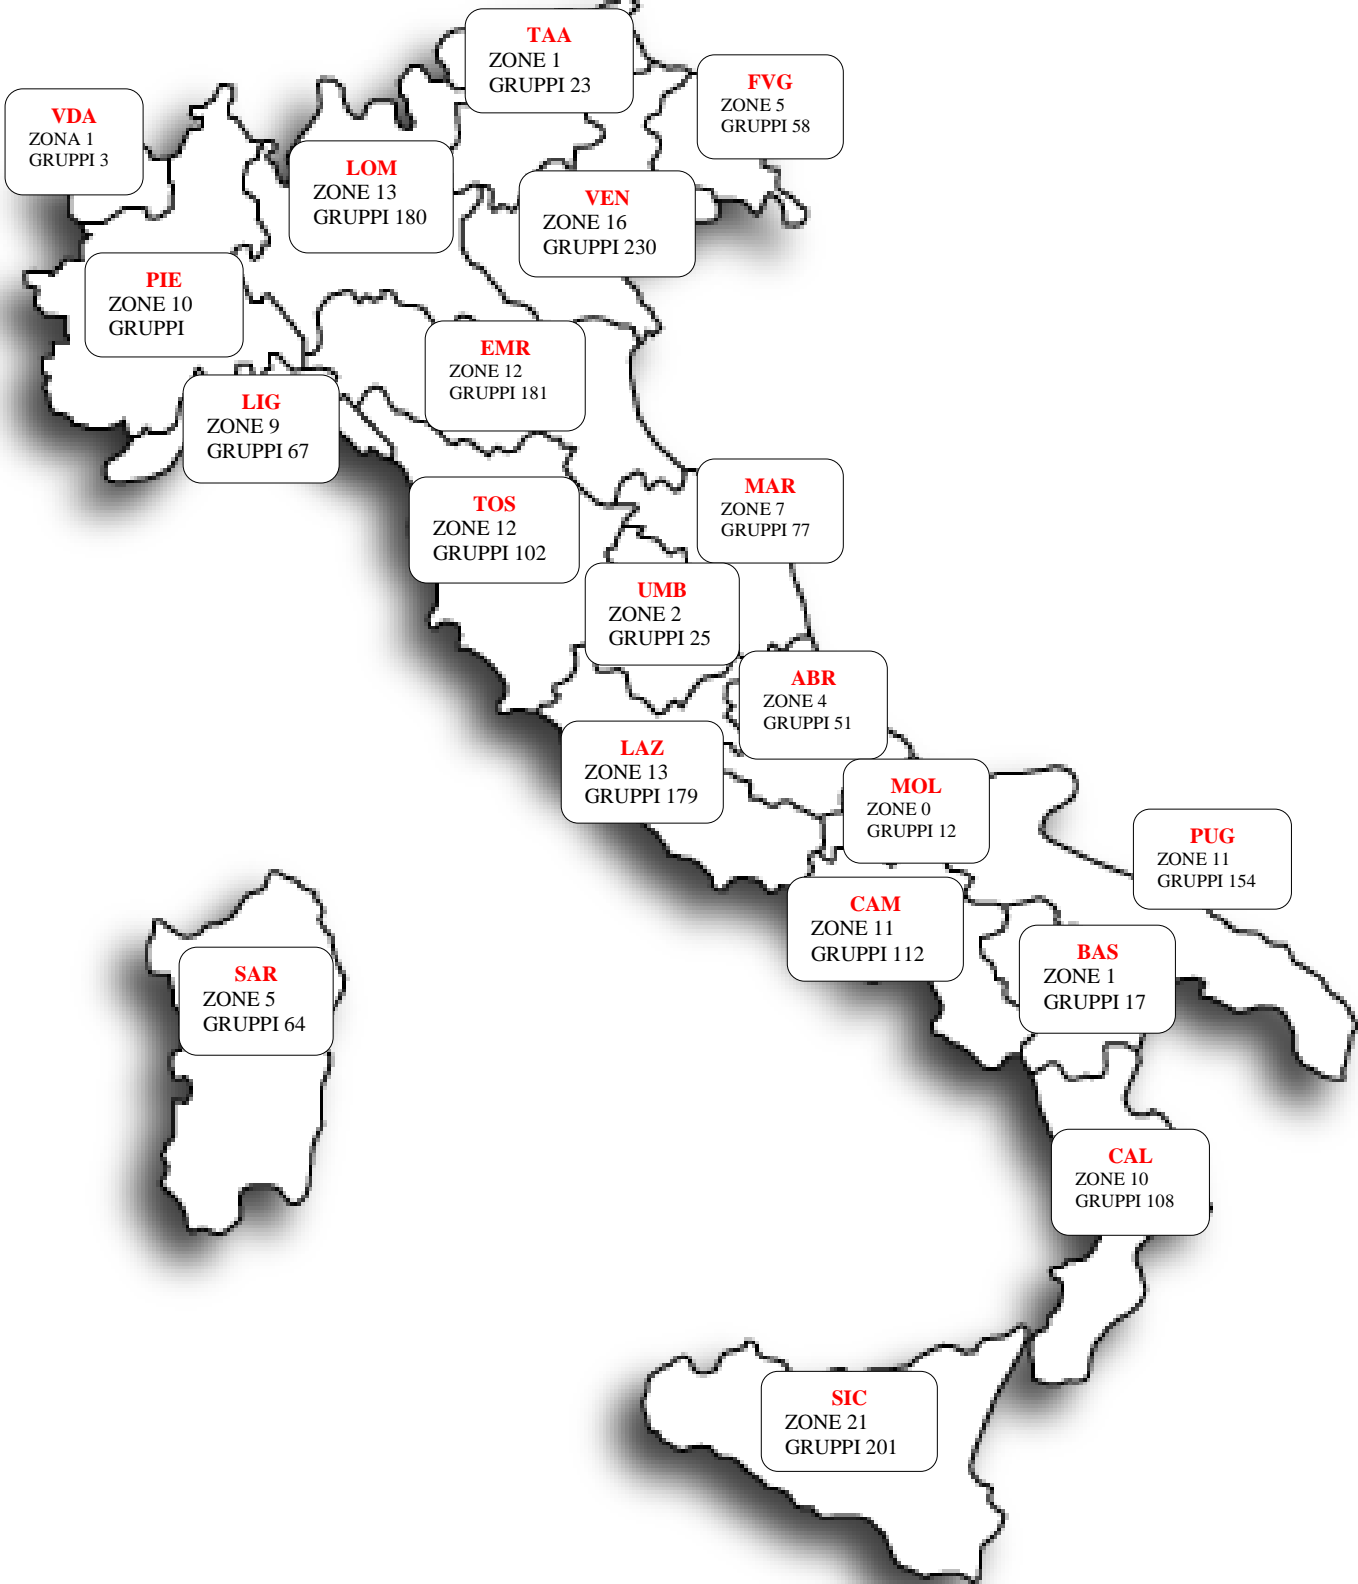 TAA
ZONE 1
GRUPPI 23
FVG
ZONE 5
GRUPPI 58
VDA
ZONA 1
GRUPPI 3
LOM
ZONE 13
GRUPPI 180
VEN
ZONE 16
GRUPPI 230
PIE
ZONE 10
GRUPPI
EMR
ZONE 12
GRUPPI 181
LIG
ZONE 9
GRUPPI 67
MAR
ZONE 7
GRUPPI 77
TOS
ZONE 12
GRUPPI 102
UMB
ZONE 2
GRUPPI 25
ABR
ZONE 4
GRUPPI 51
LAZ
ZONE 13
GRUPPI 179
MOL
ZONE 0
GRUPPI 12
PUG
ZONE 11
GRUPPI 154
CAM
ZONE 11
GRUPPI 112
BAS
ZONE 1
GRUPPI 17
SAR
ZONE 5
GRUPPI 64
CAL
ZONE 10
GRUPPI 108
SIC
ZONE 21
GRUPPI 201